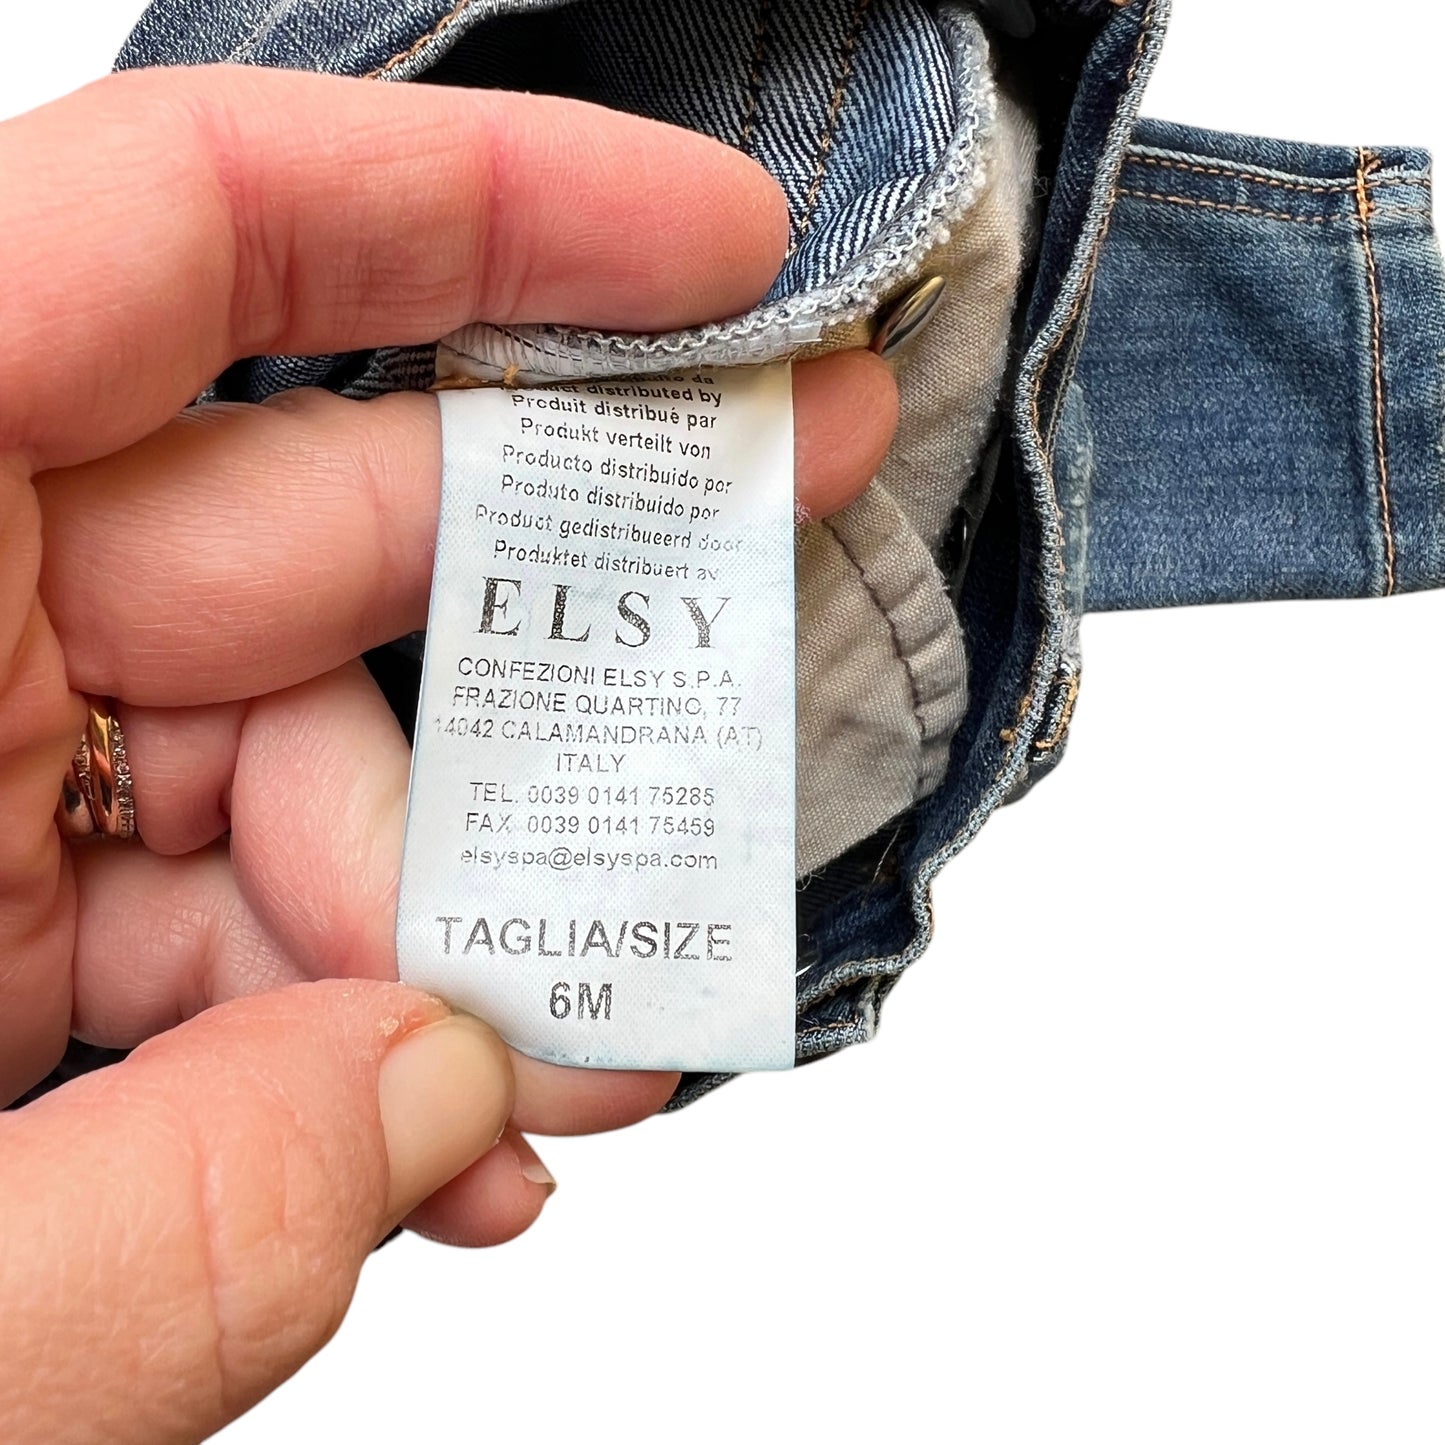 distributed by
Produit distribué par
Produkt verteilt von
Producto distribuido por
Produto distribuido por
Product gedistribueerd door
Produktet distribuert av
ELSY
CONFEZIONI ELSY S.P.A.
FRAZIONE QUARTINO, 77
14042 CALAMANDRANA (AT)
ITALY
TEL. 0039 0141 75285
FAX 0039 0141 75459
elsyspa@elsyspa.com
TAGLIA/SIZE
6M